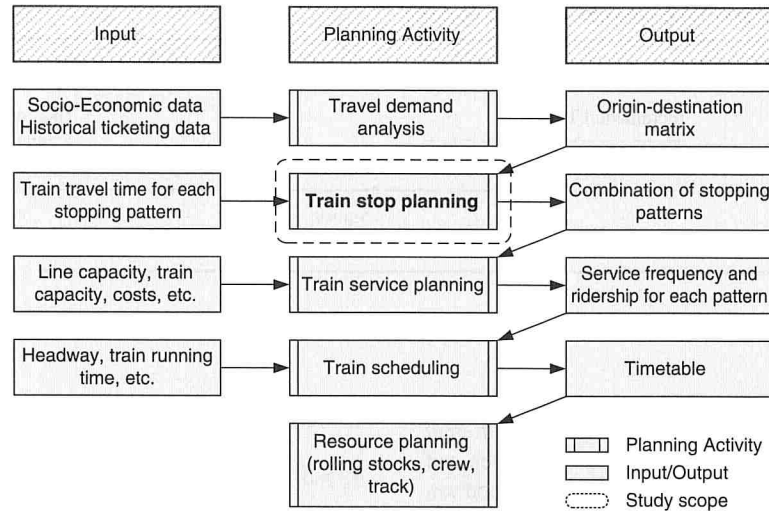 Input
Planning Activity
Output
Socio-Economic data
Historical ticketing data
Travel demand
analysis
Origin-destination
matrix
Train travel time for each
stopping pattern
Train stop planning
Combination of stopping
patterns
Line capacity, train
capacity, costs, etc.
Train service planning
Service frequency and
ridership for each pattern
Headway, train running
time, etc.
Train scheduling
Timetable
Resource planning
(rolling stocks, crew,
track)
Planning Activity
Input/Output
Study scope